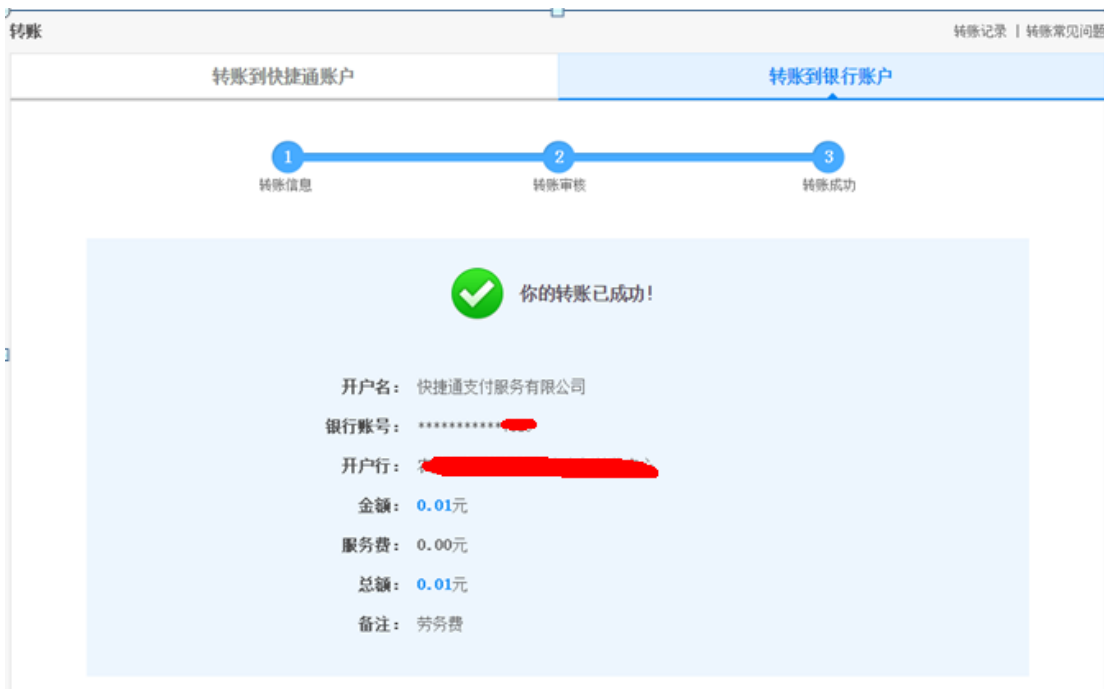 转账
转账记录 | 转账常见问题
转账到快捷通账户 转账到银行账户
1 2 3
转账信息 转账审核 转账成功
你的转账已成功!
开户名: 快捷通支付服务有限公司
银行账号: ***********
开户行:
金额: 0.01元
服务费: 0.00元
总额: 0.01元
备注: 劳务费